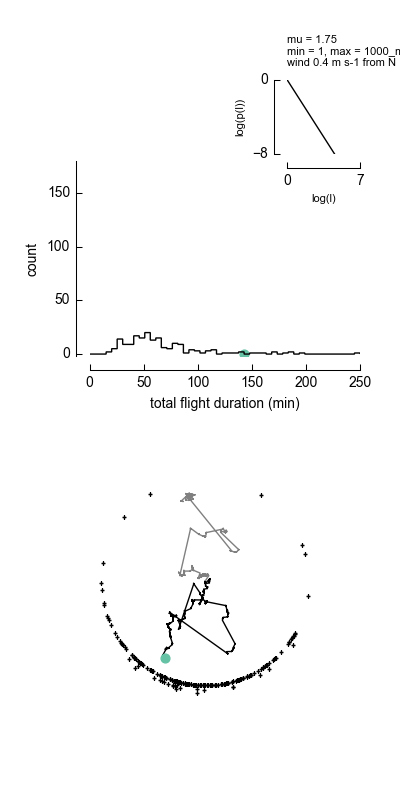 mu = 1.75
min = 1, max = 1000_m
wind 0.4 m s-1 from N
0
−8
log(p(l))
0 7
log(l)
150
100
50
0
count
0 50 100 150 200 250
total flight duration (min)